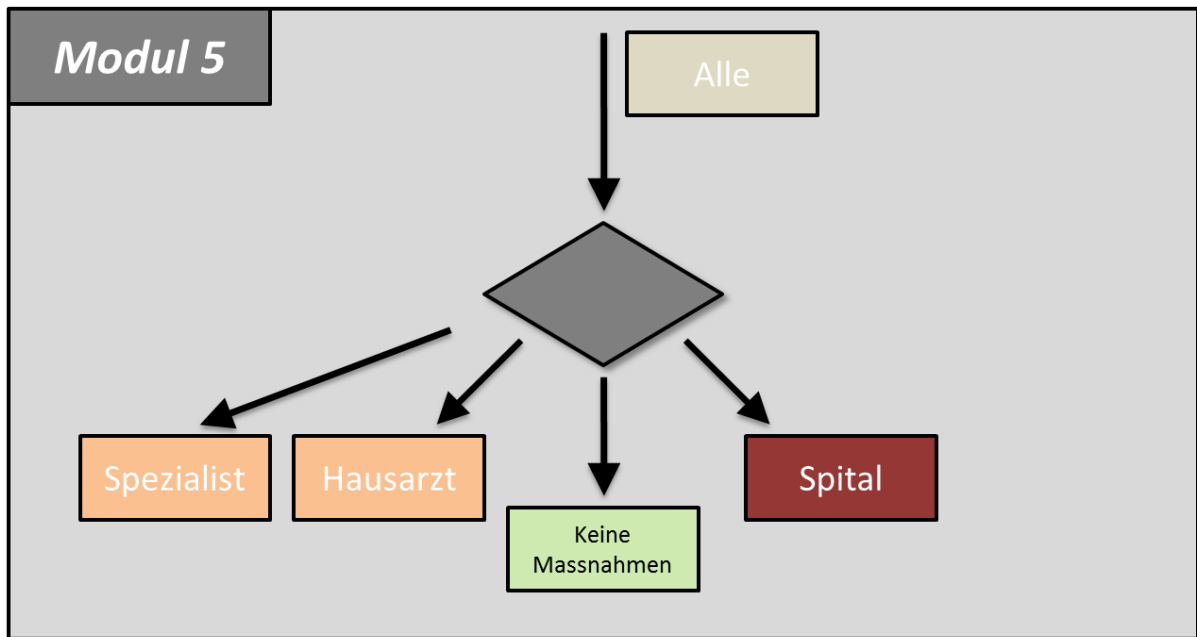 Modul 5
Alle
Spezialist
Hausarzt
Spital
Keine
Massnahmen